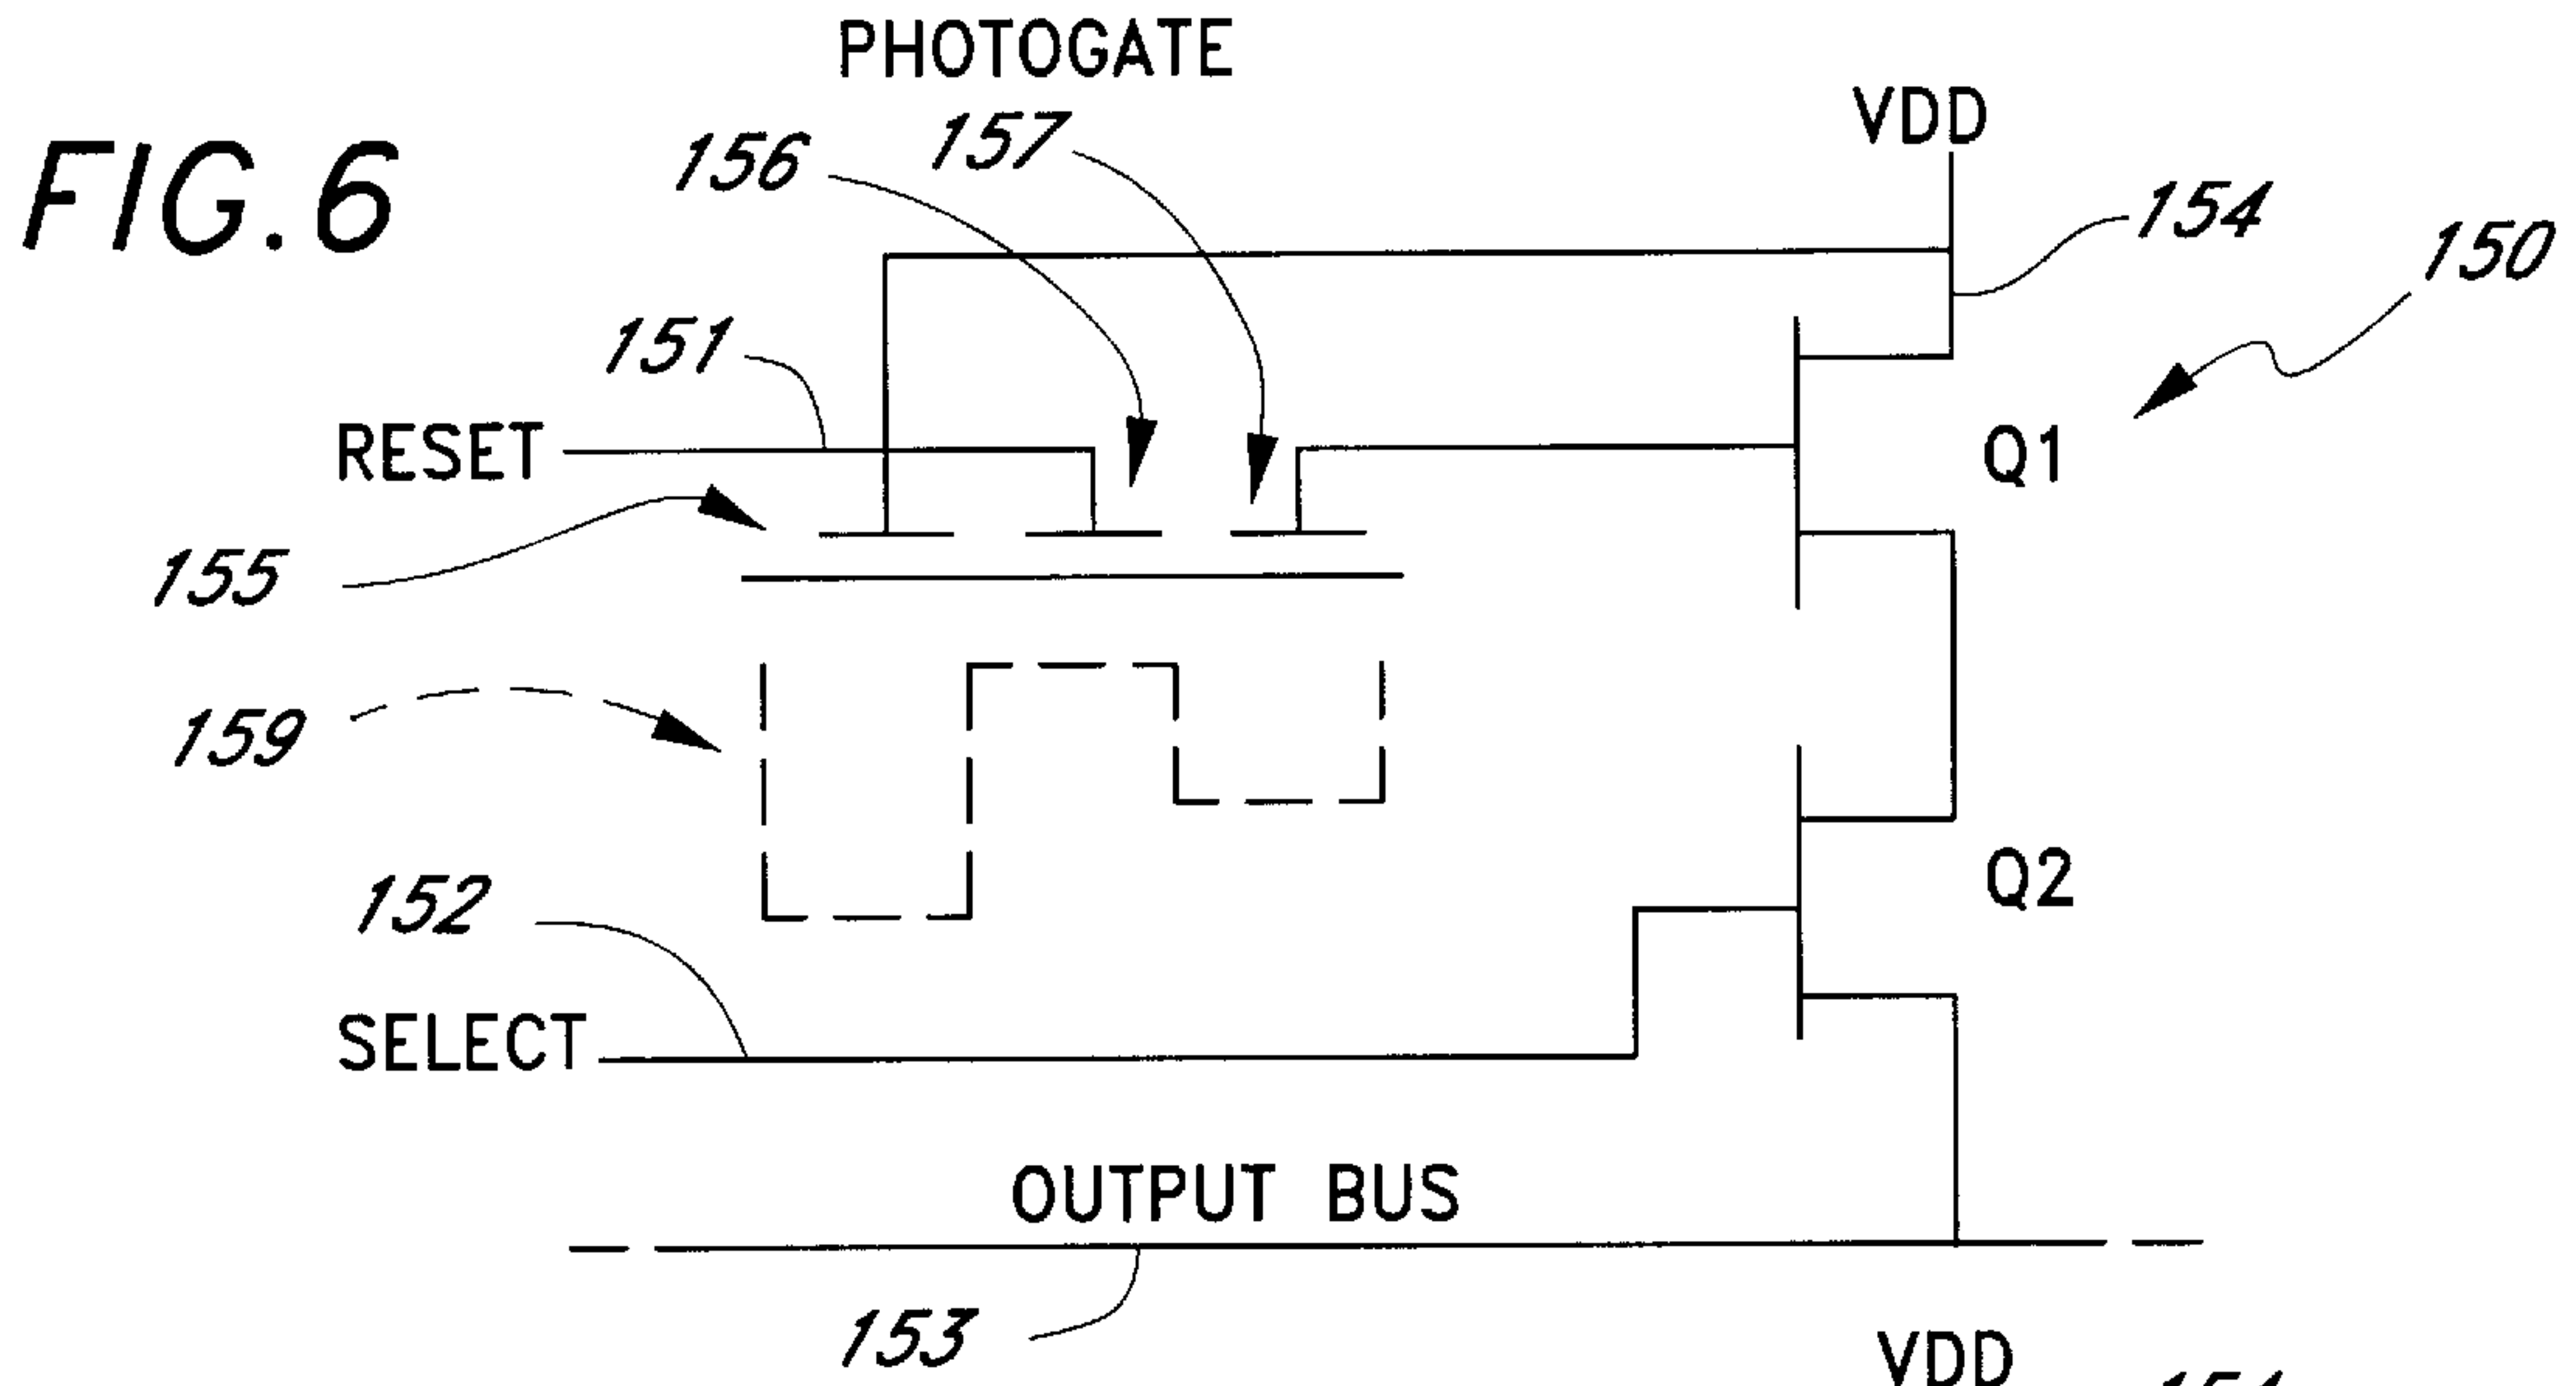 PHOTOGATE
FIG. 6
156
157
VDD
154
150
151
RESET
Q1
155
159
152
Q2
SELECT
OUTPUT BUS
153
VDD